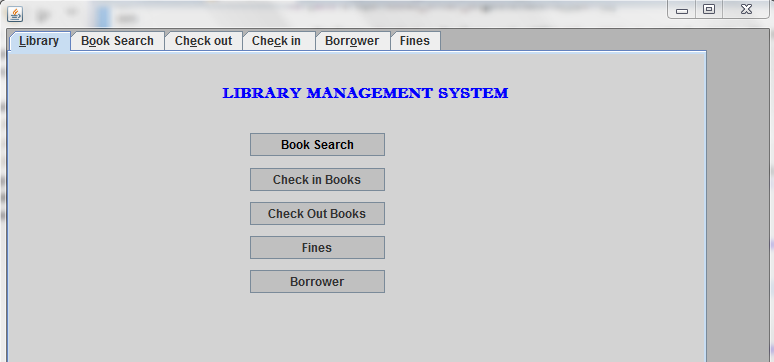 Library Book Search Check out Check in Borrower Fines
LIBRARY MANAGEMENT SYSTEM
Book Search
Check in Books
Check Out Books
Fines
Borrower